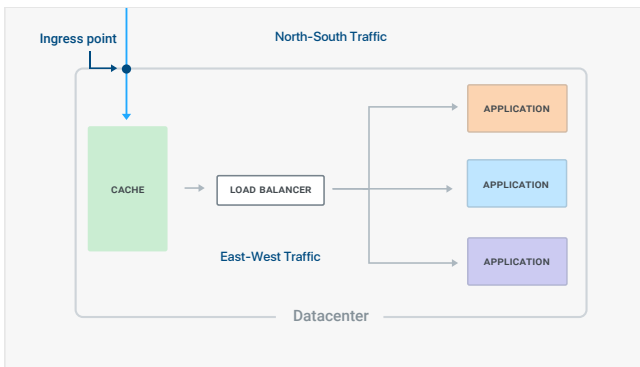 North-South Traffic
Ingress point
APPLICATION
CACHE
LOAD BALANCER
APPLICATION
East-West Traffic
APPLICATION
Datacenter